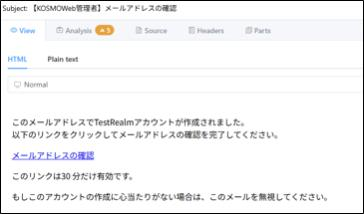 Subject: 【KOSMOWeb管理者】メールアドレスの確認
View Analysis 5 Source Headers Parts
HTML Plain text
Normal
このメールアドレスでTestRealmアカウントが作成されました。
以下のリンクをクリックしてメールアドレスの確認を完了してください。
メールアドレスの確認
このリンクは30 分だけ有効です。
もしこのアカウントの作成に心当たりがない場合は、このメールを無視してください。